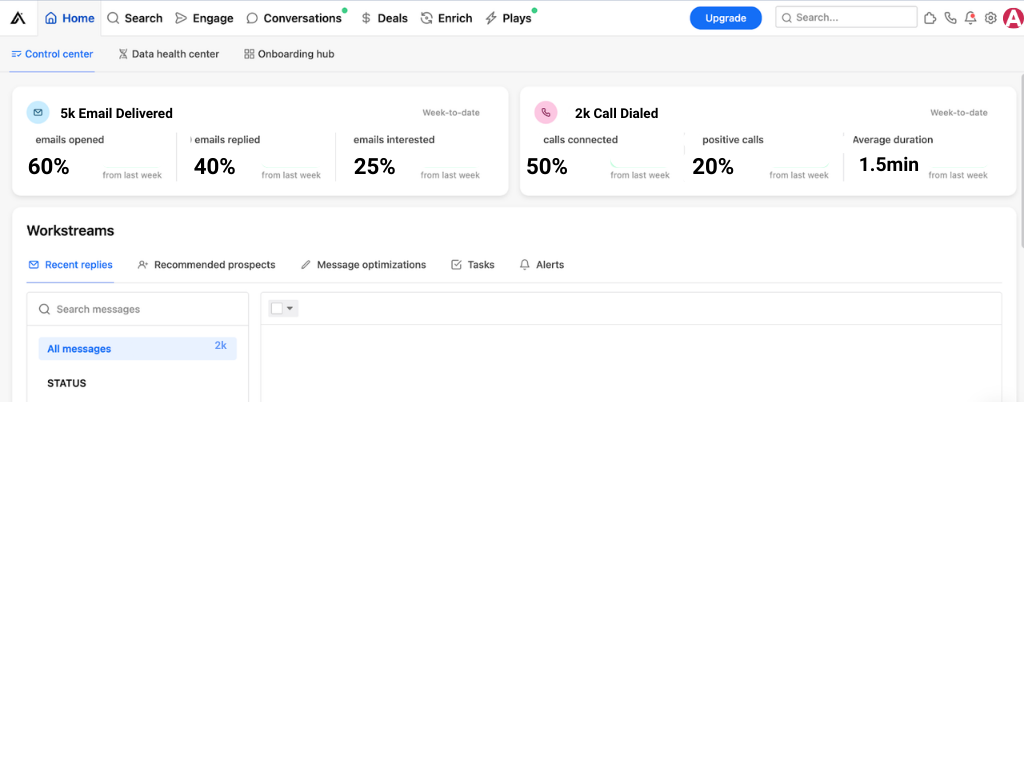 Home Search Engage Conversations Deals Enrich Plays Upgrade Search...
Control center Data health center Onboarding hub
5k Email Delivered Week-to-date
emails opened emails replied emails interested
60% from last week 40% from last week 25% from last week
2k Call Dialed Week-to-date
calls connected positive calls Average duration
50% from last week 20% from last week 1.5min from last week
Workstreams
Recent replies Recommended prospects Message optimizations Tasks Alerts
Search messages
All messages 2k
STATUS